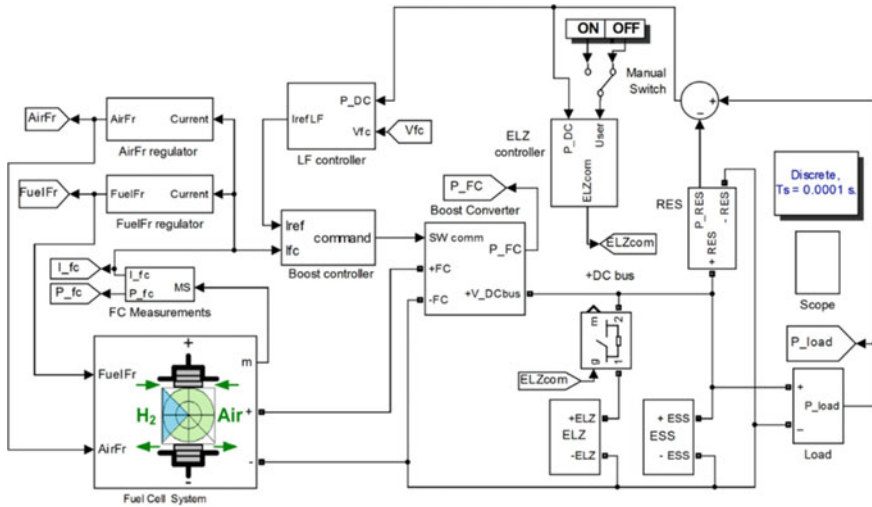 ON OFF
Manual
Switch
P_DC
Iref LF
Vfc
LF controller
Vfc
ELZ
controller
P_DC
User
ELZcom
ELZcom
+
-
AirFr
AirFr
Current
AirFr regulator
FuelFr
FuelFr
Current
FuelFr regulator
P_FC
Boost Converter
Iref
Ifc
command
Boost controller
SW comm
P_FC
+FC
-FC
+V_DCbus
+DC bus
RES
P_RES
- RES
+ RES
Discrete,
Ts = 0.0001 s.
Scope
I_fc
P_fc
I_fc
P_fc
MS
FC Measurements
FuelFr
AirFr
m
+
-
+
H2
Air
-
Fuel Cell System
m
2
g
1
ELZcom
+ELZ
ELZ
-ELZ
+ ESS
ESS
- ESS
P_load
+
P_load
-
Load